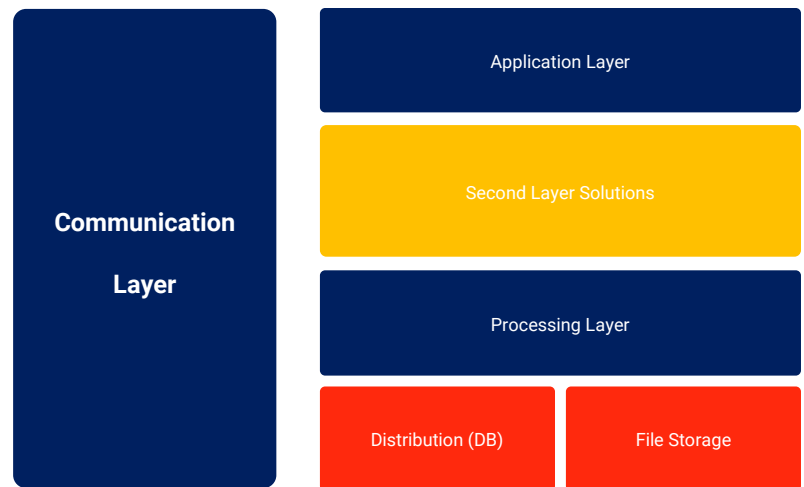 Communication
Layer
Application Layer
Second Layer Solutions
Processing Layer
Distribution (DB)
File Storage